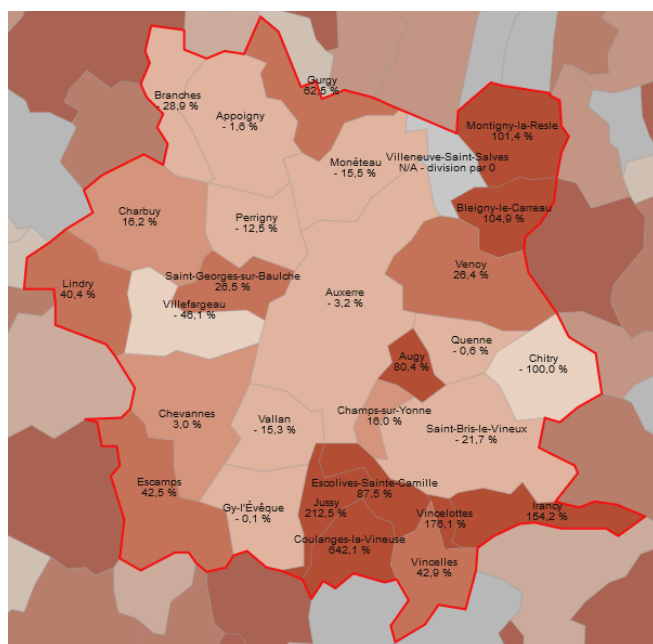 Gurgy
62,5 %
Branches
- 28,9 %
Appoigny
- 1,6 %
Montigny-la-Resle
101,4 %
Monéteau
- 15,5 %
Villeneuve-Saint-Salves
N/A - division par 0
Charbuy
16,2 %
Perrigny
- 12,5 %
Bleigny-le-Carreau
104,9 %
Venoy
26,4 %
Lindry
40,4 %
Saint-Georges-sur-Baulche
26,5 %
Villefargeau
- 46,1 %
Auxerre
- 3,2 %
Quenne
- 0,6 %
Augy
80,4 %
Chitry
- 100,0 %
Chevannes
3,0 %
Vallan
- 15,3 %
Champs-sur-Yonne
16,0 %
Saint-Bris-le-Vineux
- 21,7 %
Escamps
42,5 %
Escolives-Sainte-Camille
87,5 %
Gy-l'Évêque
- 0,1 %
Jussy
212,5 %
Vincelottes
176,1 %
Irancy
154,2 %
Coulanges-la-Vineuse
642,1 %
Vincelles
42,9 %